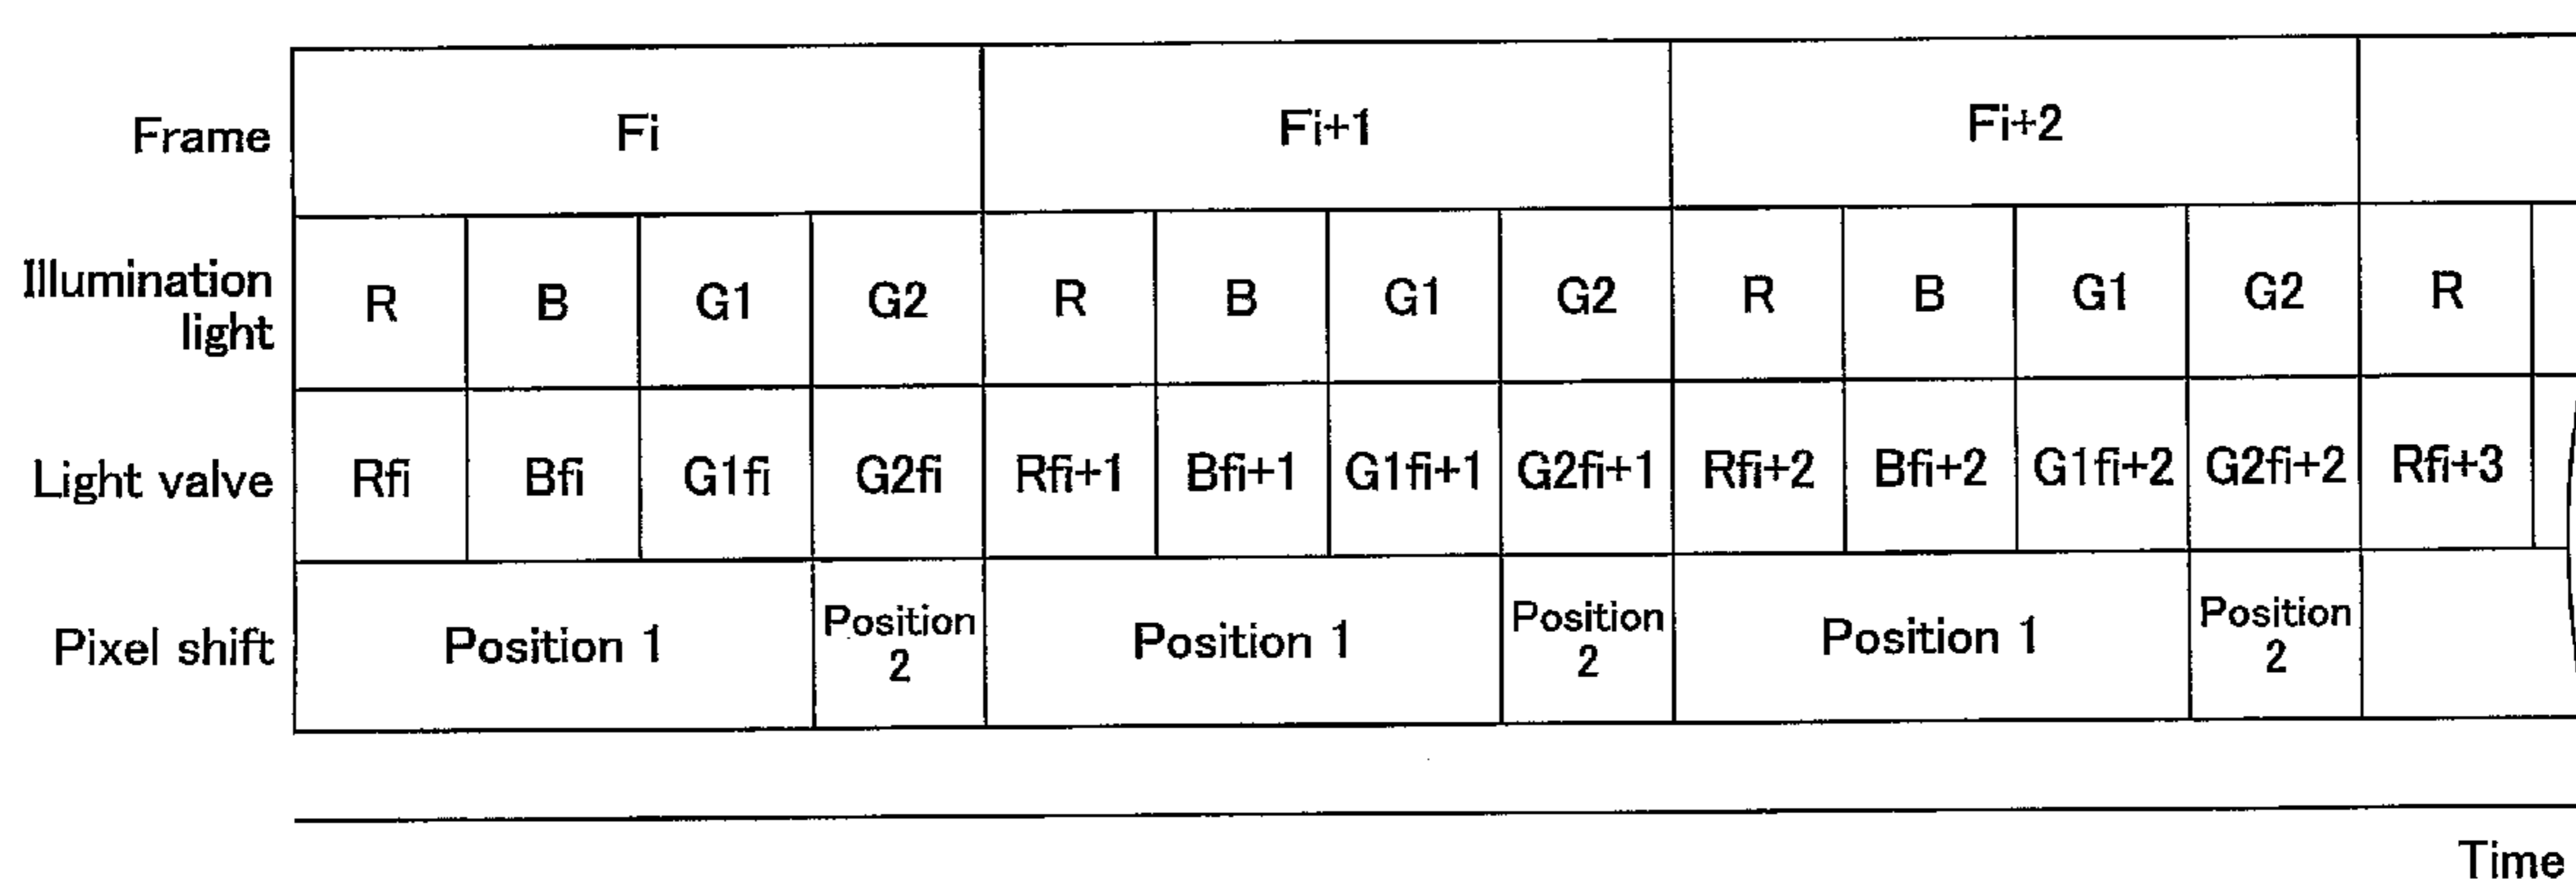 Frame Fi Fi+1 Fi+2
Illumination
light R B G1 G2 R B G1 G2 R B G1 G2 R
Light valve Rfi Bfi G1fi G2fi Rfi+1 Bfi+1 G1fi+1 G2fi+1 Rfi+2 Bfi+2 G1fi+2 G2fi+2 Rfi+3
Pixel shift Position 1 Position
2 Position 1 Position
2 Position 1 Position
2
Time